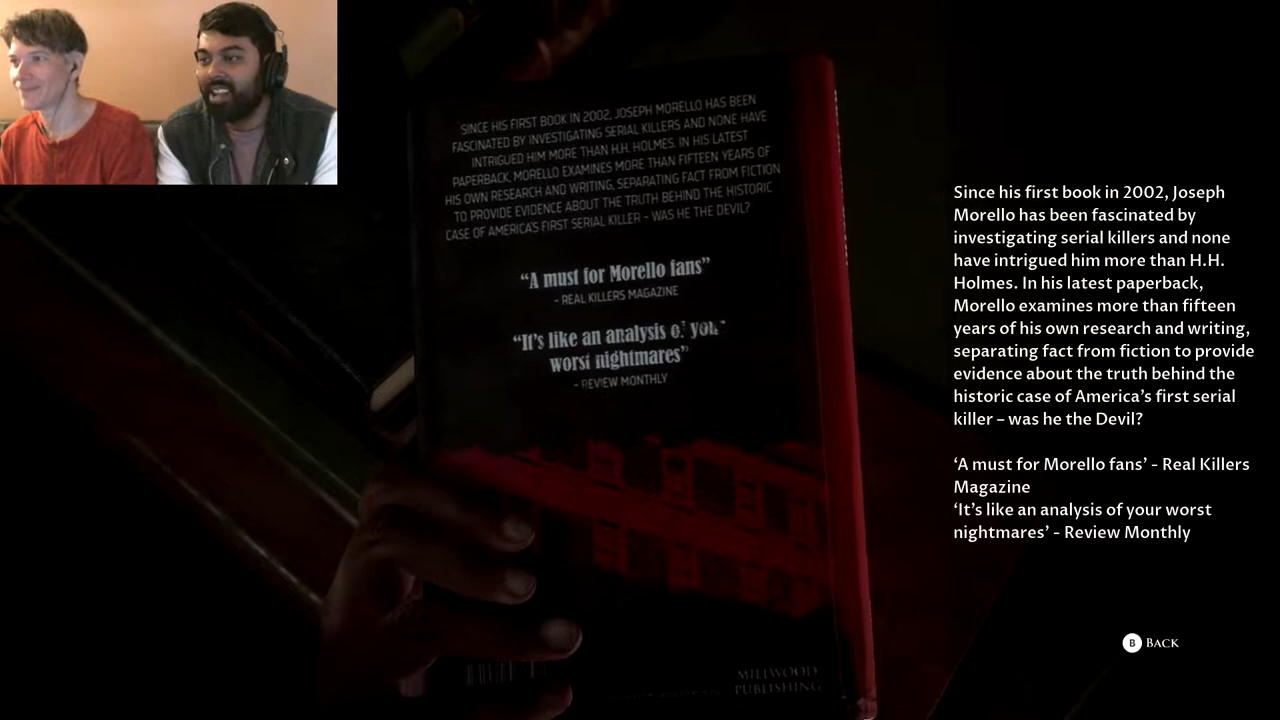 SINCE HIS FIRST BOOK IN 2002, JOSEPH MORELLO HAS BEEN
FASCINATED BY INVESTIGATING SERIAL KILLERS AND NONE HAVE
INTRIGUED HIM MORE THAN H.H. HOLMES. IN HIS LATEST
PAPERBACK, MORELLO EXAMINES MORE THAN FIFTEEN YEARS OF
HIS OWN RESEARCH AND WRITING, SEPARATING FACT FROM FICTION
TO PROVIDE EVIDENCE ABOUT THE TRUTH BEHIND THE HISTORIC
CASE OF AMERICA'S FIRST SERIAL KILLER – WAS HE THE DEVIL?
“A must for Morello fans”
- REAL KILLERS MAGAZINE
“It's like an analysis of your
worst nightmares”
- REVIEW MONTHLY
MILLWOOD
PUBLISHING
Since his first book in 2002, Joseph
Morello has been fascinated by
investigating serial killers and none
have intrigued him more than H.H.
Holmes. In his latest paperback,
Morello examines more than fifteen
years of his own research and writing,
separating fact from fiction to provide
evidence about the truth behind the
historic case of America's first serial
killer – was he the Devil?
‘A must for Morello fans’ - Real Killers
Magazine
‘It's like an analysis of your worst
nightmares’ - Review Monthly
B BACK